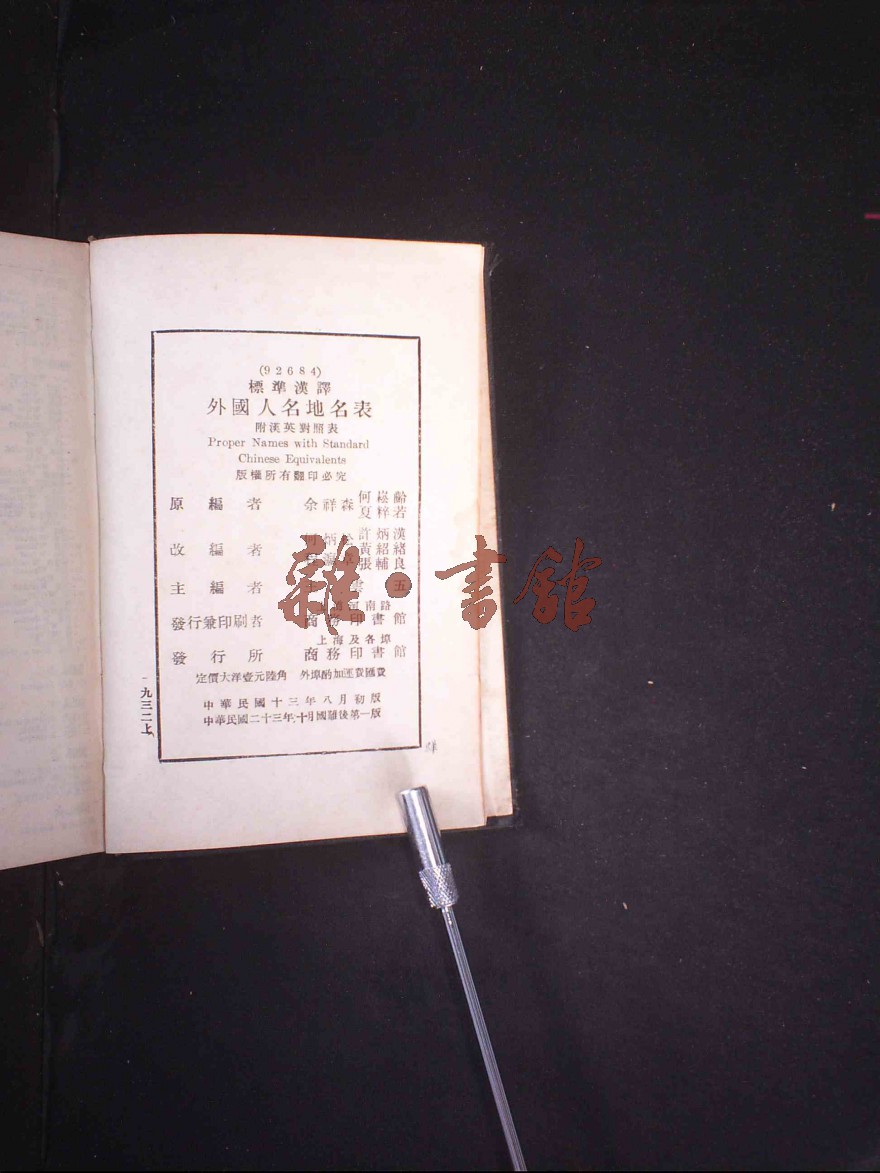 (92684)
標準漢譯
外國人名地名表
附漢英對照表
Proper Names with Standard
Chinese Equivalents
版權所有翻印必究
原編者 余祥森 何崧齡 夏粹若
改編者 許炳漢 黃紹緒 張輔良
主編者 五
河南路
發行兼印刷者 商務印書館
上海及各埠
發行所 商務印書館
定價大洋壹元陸角 外埠酌加運費匯費
中華民國十三年八月初版
中華民國二十三年十月國難後第一版
九三二七
雜·書館